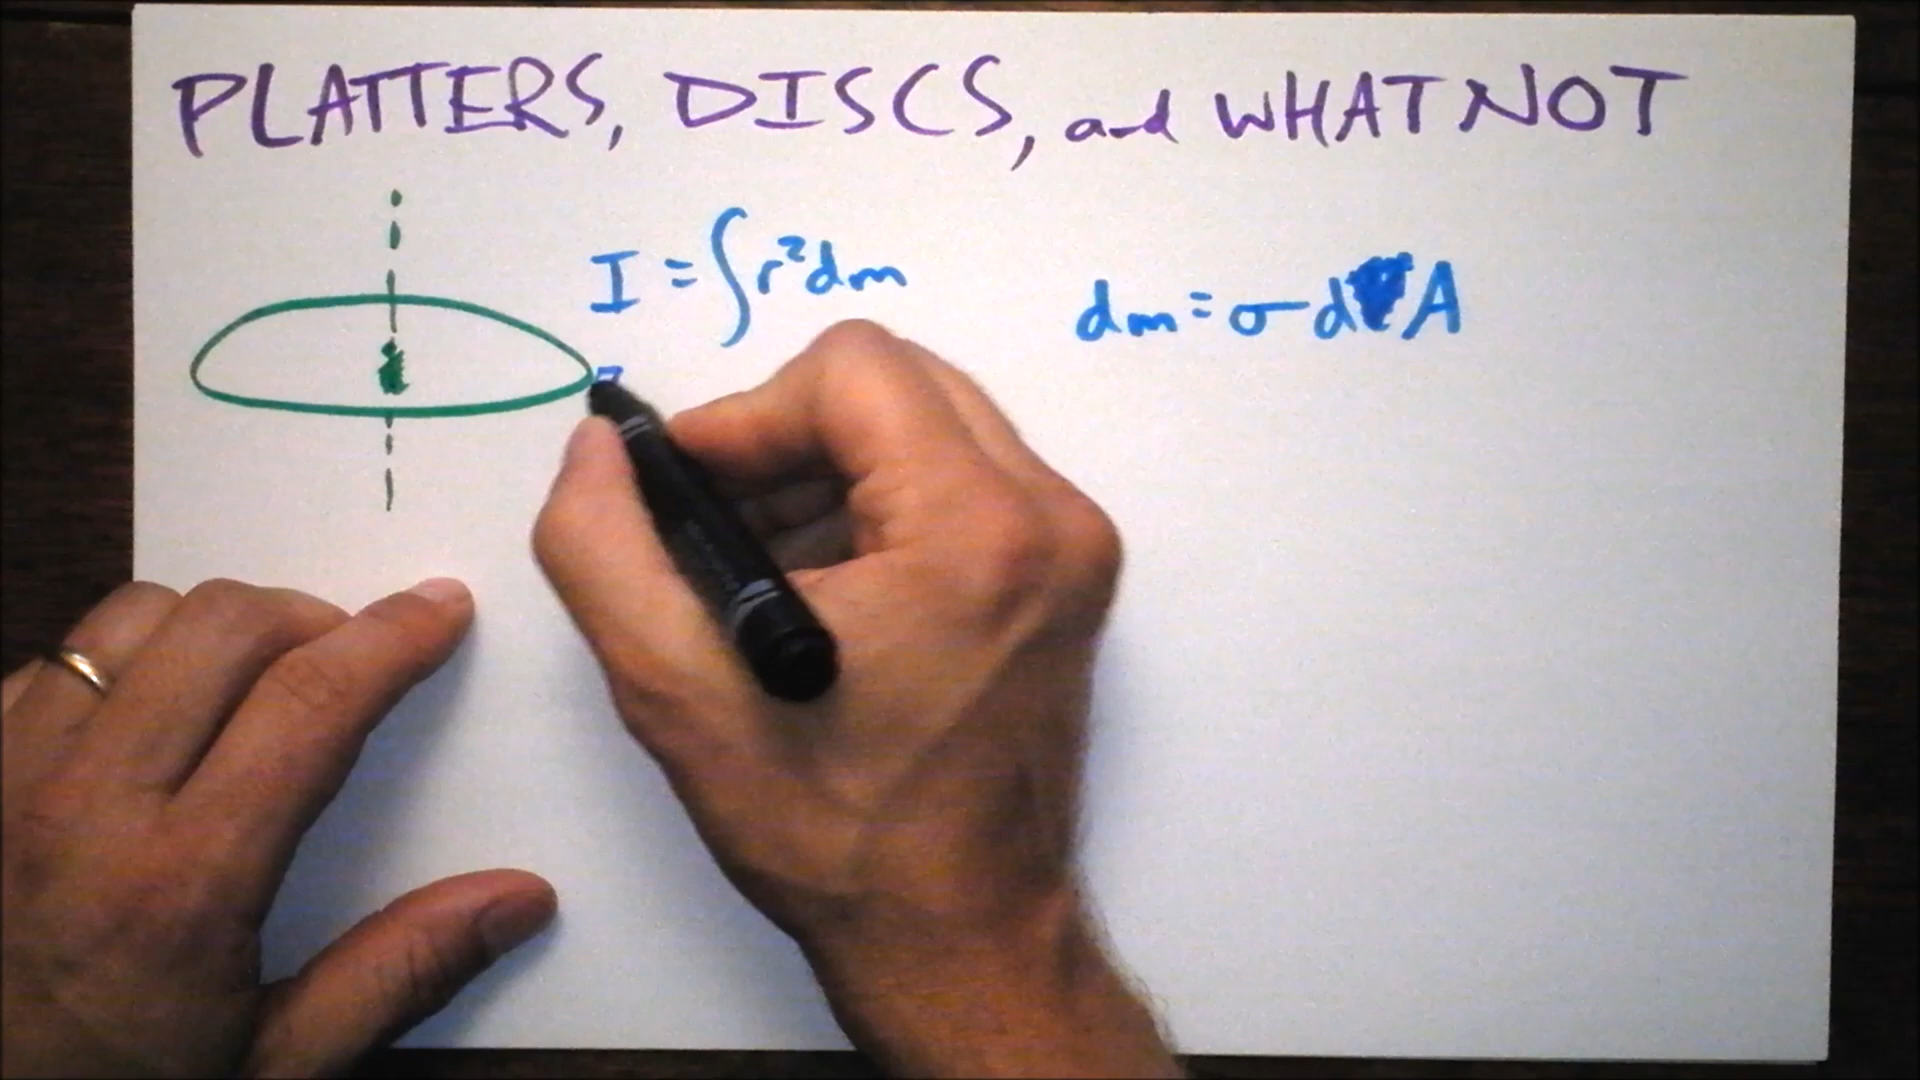 PLATTERS, DISCS, and WHATNOT
I = ∫r²dm
dm = σ dA